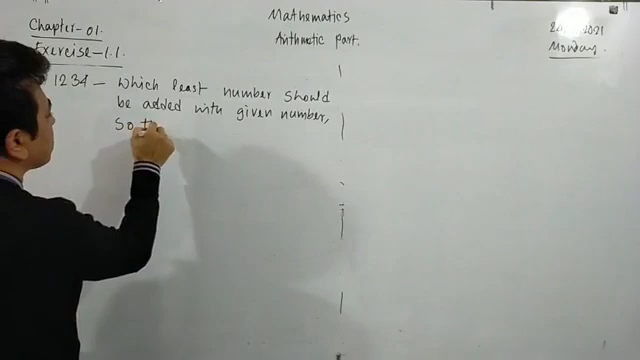 Mathematics
Arithmetic part.
2021
Monday
Chapter-01.
Exercise-1.1.
1234 - Which least number should
be added with given number,
so t